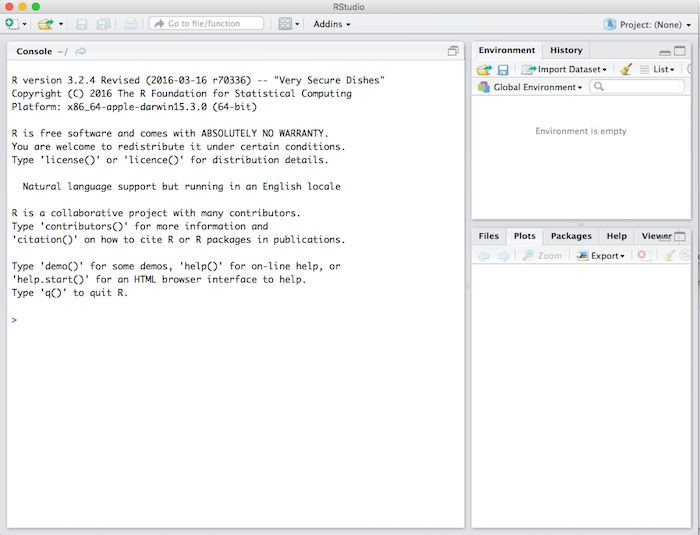 RStudio
Go to file/function
Addins
Project: (None)
Console ~/
R version 3.2.4 Revised (2016-03-16 r70336) -- "Very Secure Dishes"
Copyright (C) 2016 The R Foundation for Statistical Computing
Platform: x86_64-apple-darwin15.3.0 (64-bit)
R is free software and comes with ABSOLUTELY NO WARRANTY.
You are welcome to redistribute it under certain conditions.
Type 'license()' or 'licence()' for distribution details.
Natural language support but running in an English locale
R is a collaborative project with many contributors.
Type 'contributors()' for more information and
'citation()' on how to cite R or R packages in publications.
Type 'demo()' for some demos, 'help()' for on-line help, or
'help.start()' for an HTML browser interface to help.
Type 'q()' to quit R.
>
Environment History
Import Dataset List
Global Environment
Environment is empty
Files Plots Packages Help Viewer
Zoom Export